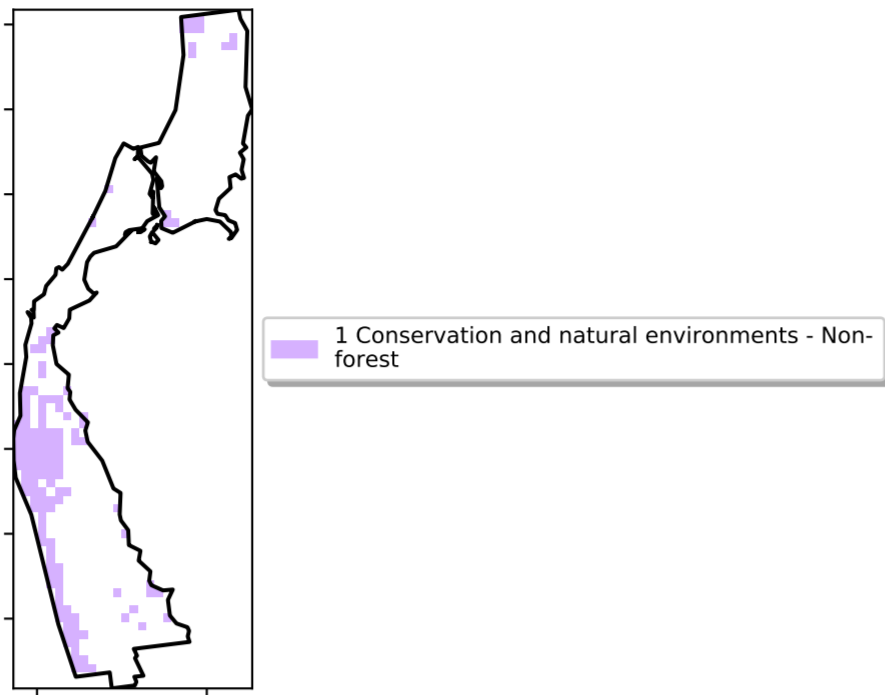 1 Conservation and natural environments - Non-
forest